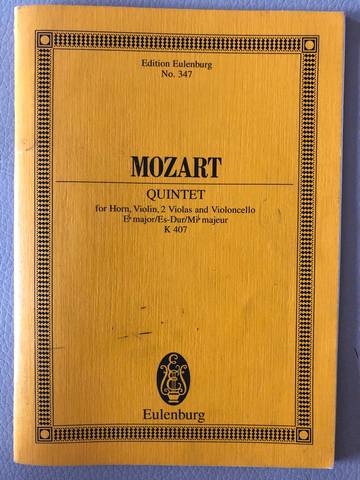 Edition Eulenburg
No. 347
MOZART
QUINTET
for Horn, Violin, 2 Violas and Violoncello
E♭ major/Es-Dur/Mi♭ majeur
K 407
Eulenburg